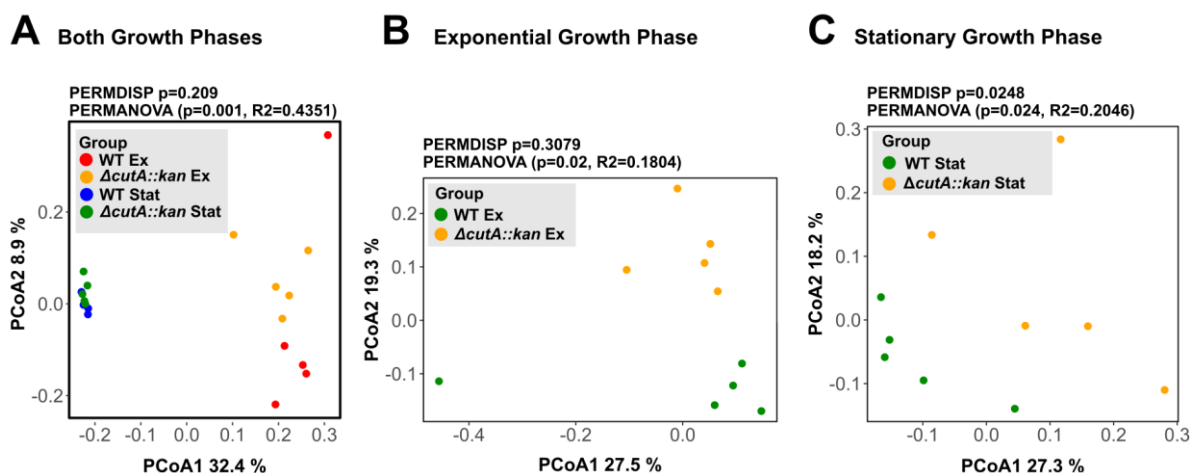 A Both Growth Phases
PERMDISP p=0.209
PERMANOVA (p=0.001, R2=0.4351)
Group
WT Ex
ΔcutA::kan Ex
WT Stat
ΔcutA::kan Stat
PCoA2 8.9 %
0.2
0.0
-0.2
-0.2
-0.1
0.0
0.1
0.2
0.3
PCoA1 32.4 %
B Exponential Growth Phase
PERMDISP p=0.3079
PERMANOVA (p=0.02, R2=0.1804)
Group
WT Ex
ΔcutA::kan Ex
PCoA2 19.3 %
0.2
0.1
0.0
-0.1
-0.4
-0.2
0.0
PCoA1 27.5 %
C Stationary Growth Phase
PERMDISP p=0.0248
PERMANOVA (p=0.024, R2=0.2046)
Group
WT Stat
ΔcutA::kan Stat
PCoA2 18.2 %
0.3
0.2
0.1
0.0
-0.1
-0.1
0.0
0.1
0.2
0.3
PCoA1 27.3 %